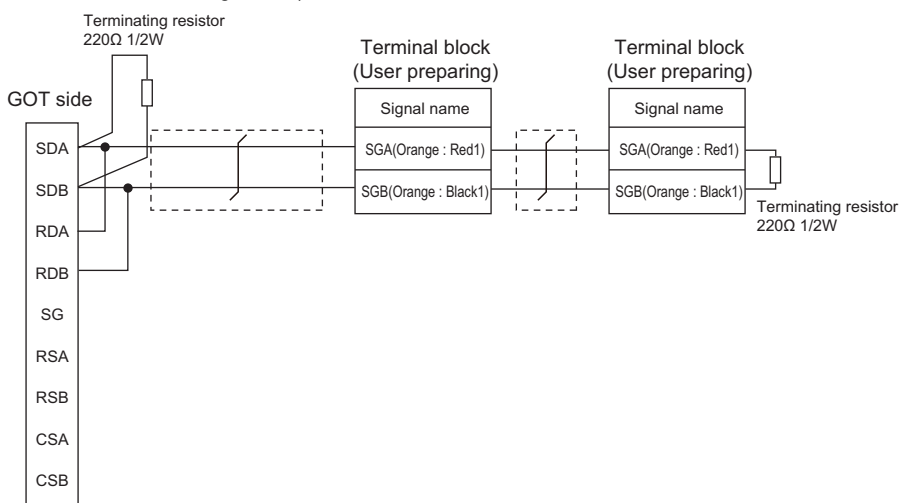 Terminating resistor
220Ω 1/2W
Terminal block
(User preparing)
Terminal block
(User preparing)
GOT side
Signal name
Signal name
SDA
SGA(Orange : Red1)
SGA(Orange : Red1)
SDB
SGB(Orange : Black1)
SGB(Orange : Black1)
Terminating resistor
220Ω 1/2W
RDA
RDB
SG
RSA
RSB
CSA
CSB